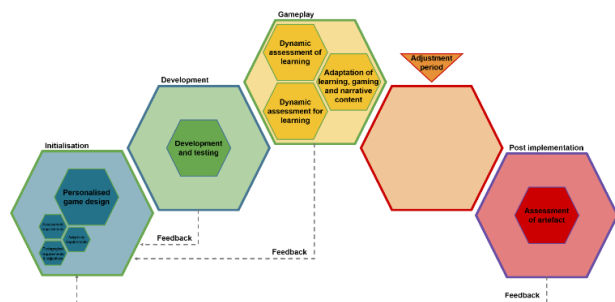 Gameplay
Dynamic
assessment of
learning
Adaptation of
learning, gaming
and narrative
content
Dynamic
assessment for
learning
Adjustment
period
Development
Development
and testing
Initialisation
Personalised
game design
Post implementation
Assessment
of artefact
Feedback
Feedback
Feedback